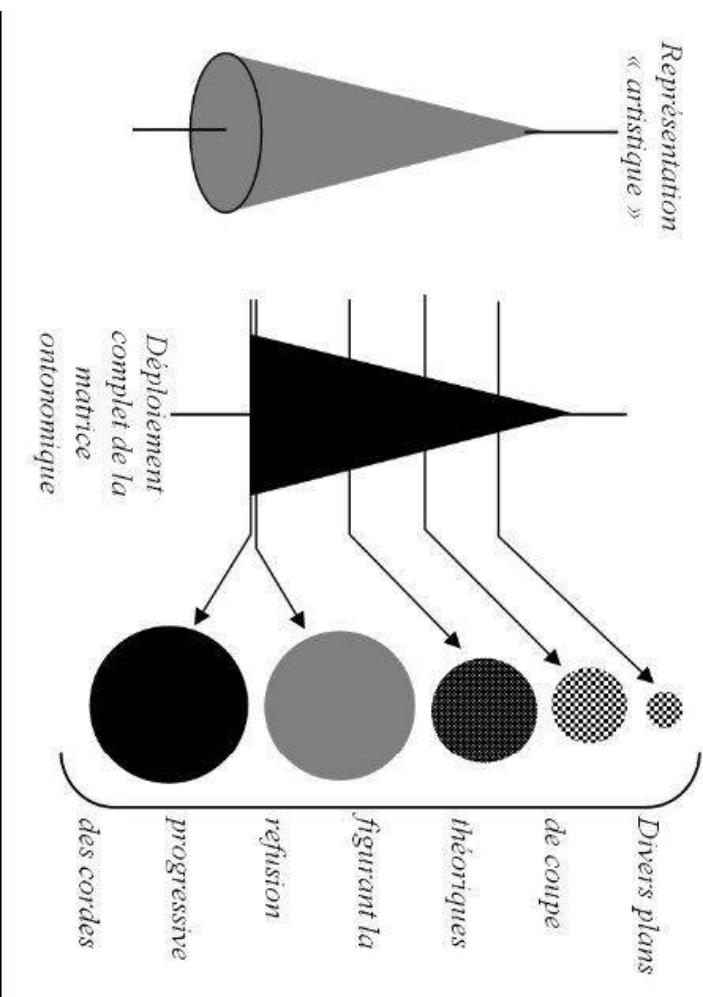 Représentation
« artistique »
Déploiement
complet de la
matrice
ontonomique
Divers plans
de coupe
théoriques
figurant la
refusion
progressive
des cordes